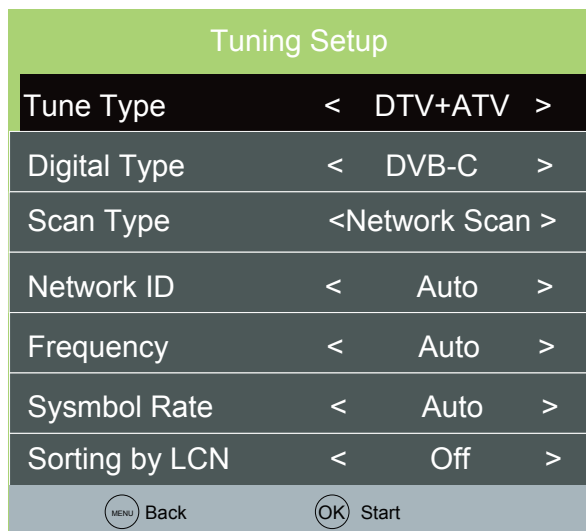 Tuning Setup
Tune Type < DTV+ATV >
Digital Type < DVB-C >
Scan Type <Network Scan >
Network ID < Auto >
Frequency < Auto >
Sysmbol Rate < Auto >
Sorting by LCN < Off >
MENU Back OK Start